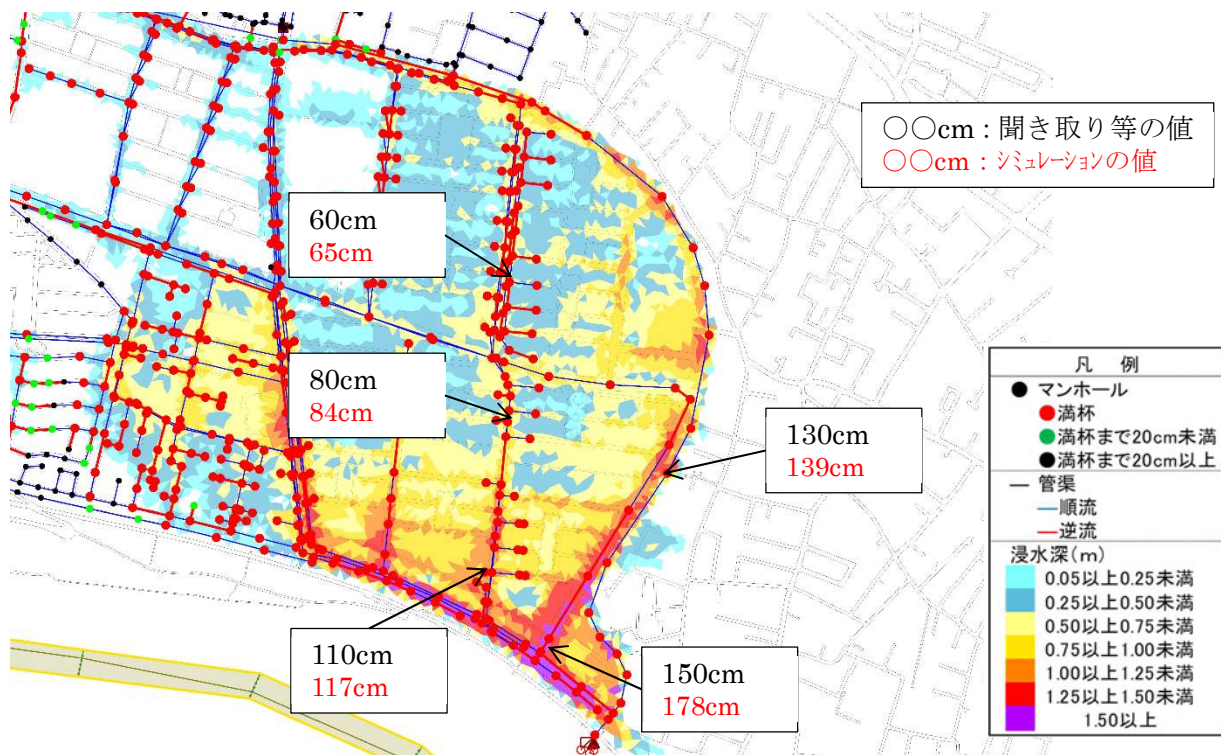 ○○cm : 聞き取り等の値
○○cm : シミュレーションの値
60cm
65cm
80cm
84cm
130cm
139cm
110cm
117cm
150cm
178cm
凡 例
マンホール
満杯
満杯まで20cm未満
満杯まで20cm以上
管渠
順流
逆流
浸水深(m)
0.05以上0.25未満
0.25以上0.50未満
0.50以上0.75未満
0.75以上1.00未満
1.00以上1.25未満
1.25以上1.50未満
1.50以上